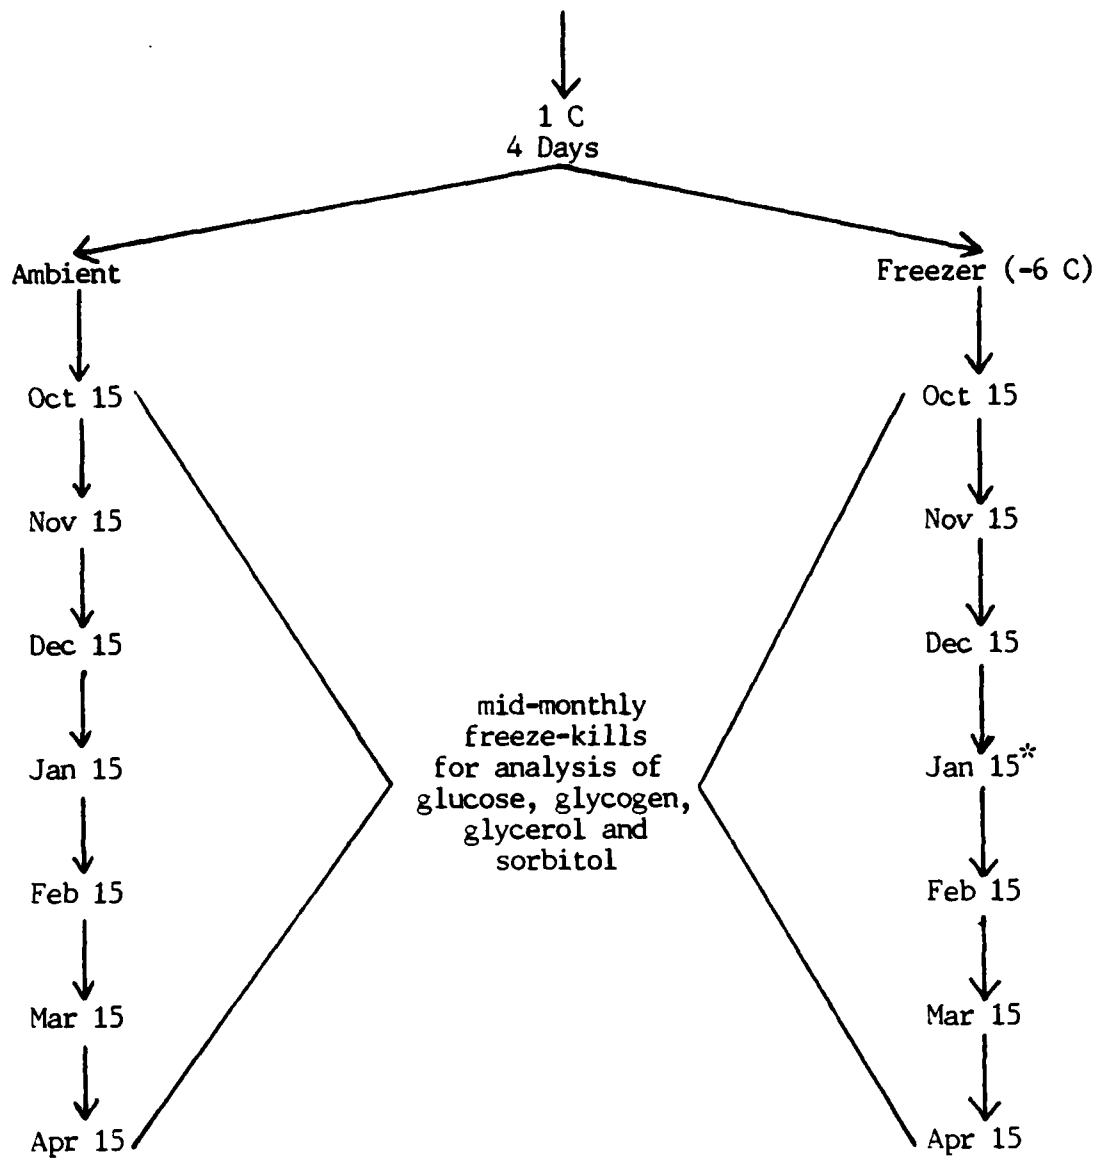 1 C
4 Days
Ambient
Freezer (-6 C)
Oct 15
Nov 15
Dec 15
Jan 15
Feb 15
Mar 15
Apr 15
mid-monthly
freeze-kills
for analysis of
glucose, glycogen,
glycerol and
sorbitol
Oct 15
Nov 15
Dec 15
Jan 15*
Feb 15
Mar 15
Apr 15